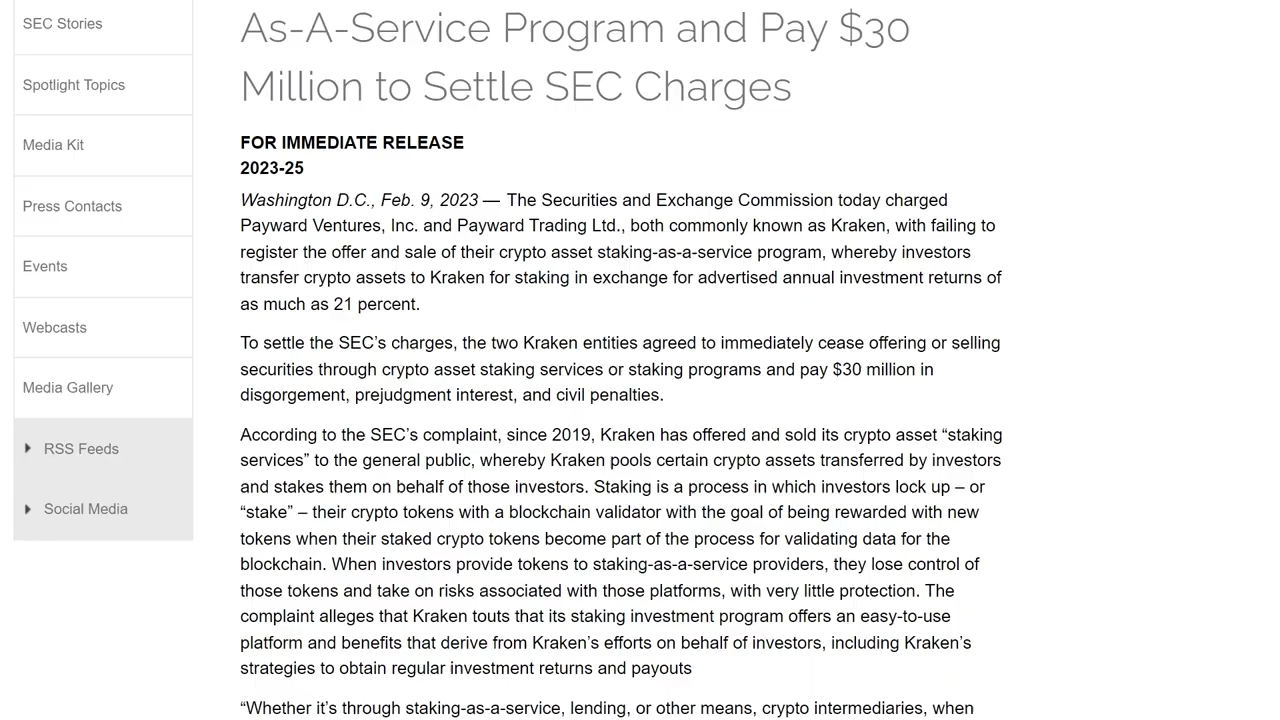 SEC Stories
Spotlight Topics
Media Kit
Press Contacts
Events
Webcasts
Media Gallery
RSS Feeds
Social Media
As-A-Service Program and Pay $30
Million to Settle SEC Charges
FOR IMMEDIATE RELEASE
2023-25
Washington D.C., Feb. 9, 2023 — The Securities and Exchange Commission today charged
Payward Ventures, Inc. and Payward Trading Ltd., both commonly known as Kraken, with failing to
register the offer and sale of their crypto asset staking-as-a-service program, whereby investors
transfer crypto assets to Kraken for staking in exchange for advertised annual investment returns of
as much as 21 percent.
To settle the SEC’s charges, the two Kraken entities agreed to immediately cease offering or selling
securities through crypto asset staking services or staking programs and pay $30 million in
disgorgement, prejudgment interest, and civil penalties.
According to the SEC’s complaint, since 2019, Kraken has offered and sold its crypto asset “staking
services” to the general public, whereby Kraken pools certain crypto assets transferred by investors
and stakes them on behalf of those investors. Staking is a process in which investors lock up – or
“stake” – their crypto tokens with a blockchain validator with the goal of being rewarded with new
tokens when their staked crypto tokens become part of the process for validating data for the
blockchain. When investors provide tokens to staking-as-a-service providers, they lose control of
those tokens and take on risks associated with those platforms, with very little protection. The
complaint alleges that Kraken touts that its staking investment program offers an easy-to-use
platform and benefits that derive from Kraken’s efforts on behalf of investors, including Kraken’s
strategies to obtain regular investment returns and payouts
“Whether it’s through staking-as-a-service, lending, or other means, crypto intermediaries, when